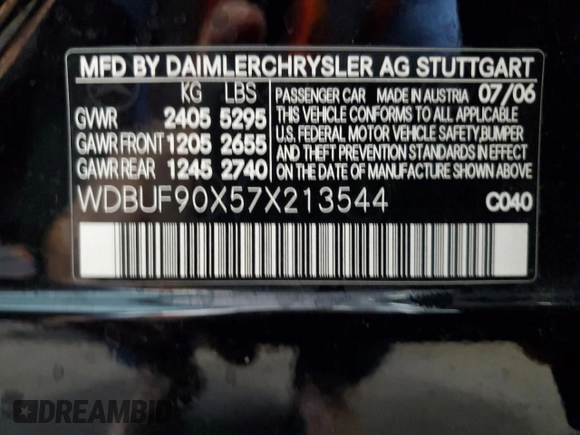 MFD BY DAIMLERCHRYSLER AG STUTTGART
KG LBS
GVWR 2405 5295
GAWR FRONT 1205 2655
GAWR REAR 1245 2740
PASSENGER CAR MADE IN AUSTRIA 07/06
THIS VEHICLE CONFORMS TO ALL APPLICABLE
U.S. FEDERAL MOTOR VEHICLE SAFETY,BUMPER
AND THEFT PREVENTION STANDARDS IN EFFECT
ON THE DATE OF MANUFACTURE SHOWN ABOVE
WDBUF90X57X213544 C040
DREAMBID